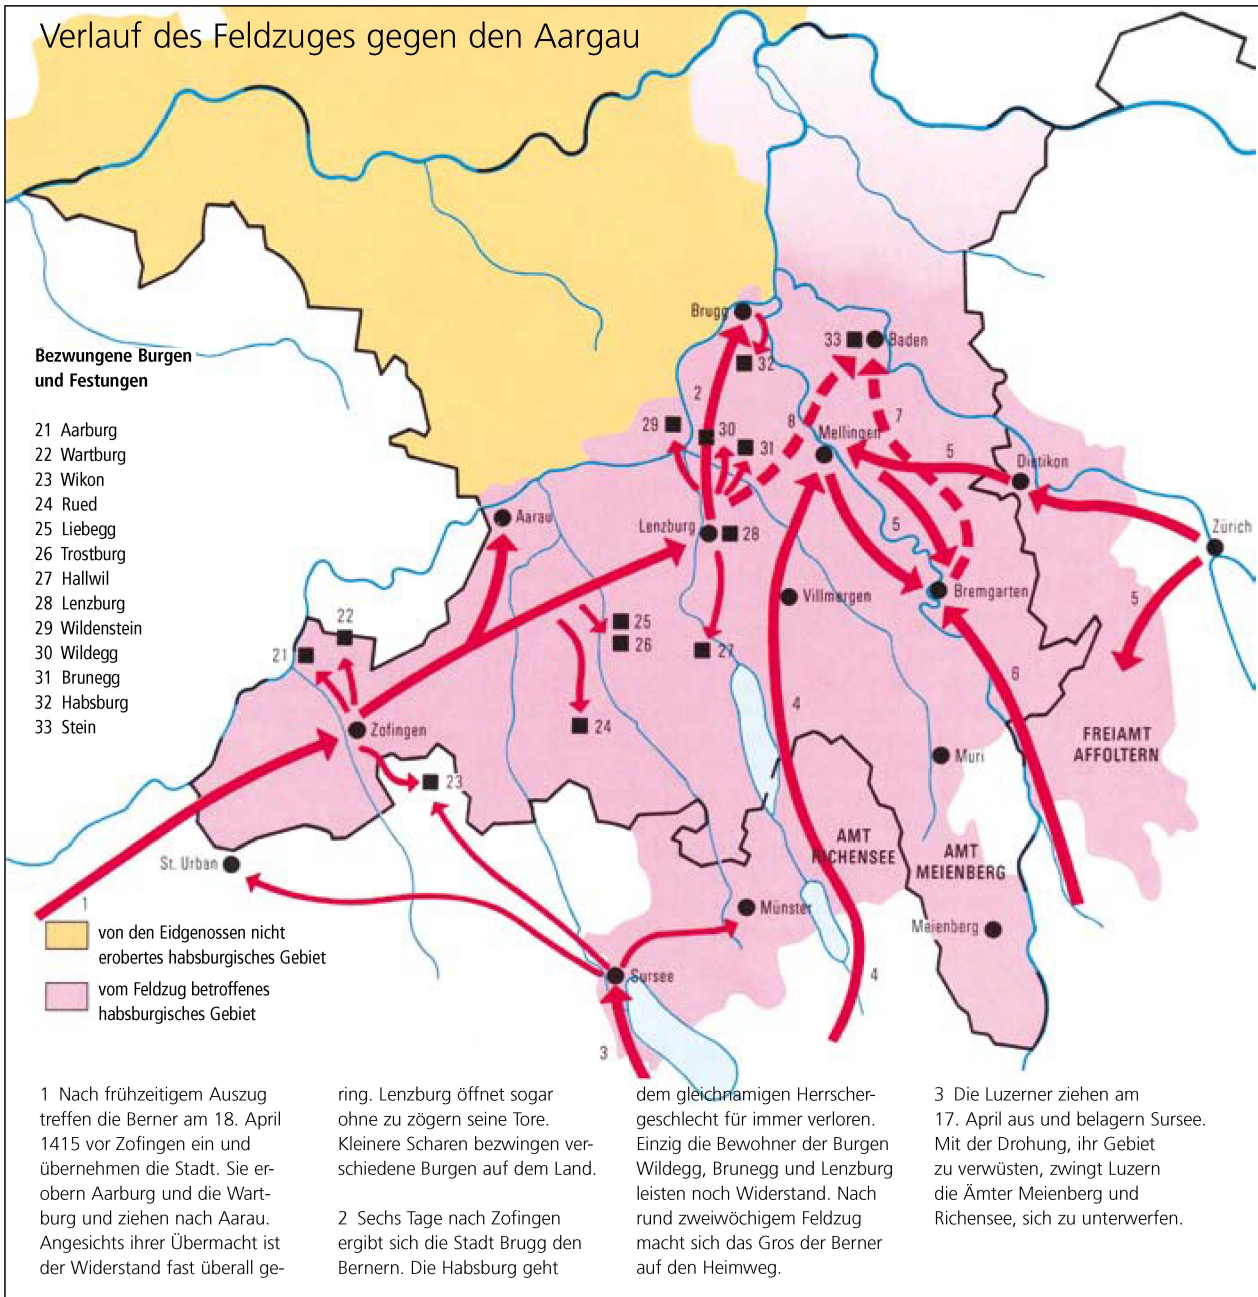 Verlauf des Feldzuges gegen den Aargau
Bezwungene Burgen
und Festungen
21 Aarburg
22 Wartburg
23 Wikon
24 Rued
25 Liebegg
26 Trostburg
27 Hallwil
28 Lenzburg
29 Wildenstein
30 Wildegg
31 Brunegg
32 Habsburg
33 Stein
Brugg
33
Baden
32
2
8
7
29
30
31
Mellingen
5
Dietikon
Aarau
Lenzburg
28
5
Zürich
Villmergen
Bremgarten
5
22
21
25
26
27
6
4
24
Zofingen
FREIAMT
AFFOLTERN
Muri
23
AMT
RICHENSEE
AMT
MEIENBERG
St. Urban
1
Münster
Meienberg
Sursee
4
3
von den Eidgenossen nicht
erobertes habsburgisches Gebiet
vom Feldzug betroffenes
habsburgisches Gebiet
1 Nach frühzeitigem Auszug
treffen die Berner am 18. April
1415 vor Zofingen ein und
übernehmen die Stadt. Sie er-
obern Aarburg und die Wart-
burg und ziehen nach Aarau.
Angesichts ihrer Übermacht ist
der Widerstand fast überall ge-
ring. Lenzburg öffnet sogar
ohne zu zögern seine Tore.
Kleinere Scharen bezwingen ver-
schiedene Burgen auf dem Land.
2 Sechs Tage nach Zofingen
ergibt sich die Stadt Brugg den
Bernern. Die Habsburg geht
dem gleichnamigen Herrscher-
geschlecht für immer verloren.
Einzig die Bewohner der Burgen
Wildegg, Brunegg und Lenzburg
leisten noch Widerstand. Nach
rund zweiwöchigem Feldzug
macht sich das Gros der Berner
auf den Heimweg.
3 Die Luzerner ziehen am
17. April aus und belagern Sursee.
Mit der Drohung, ihr Gebiet
zu verwüsten, zwingt Luzern
die Ämter Meienberg und
Richensee, sich zu unterwerfen.